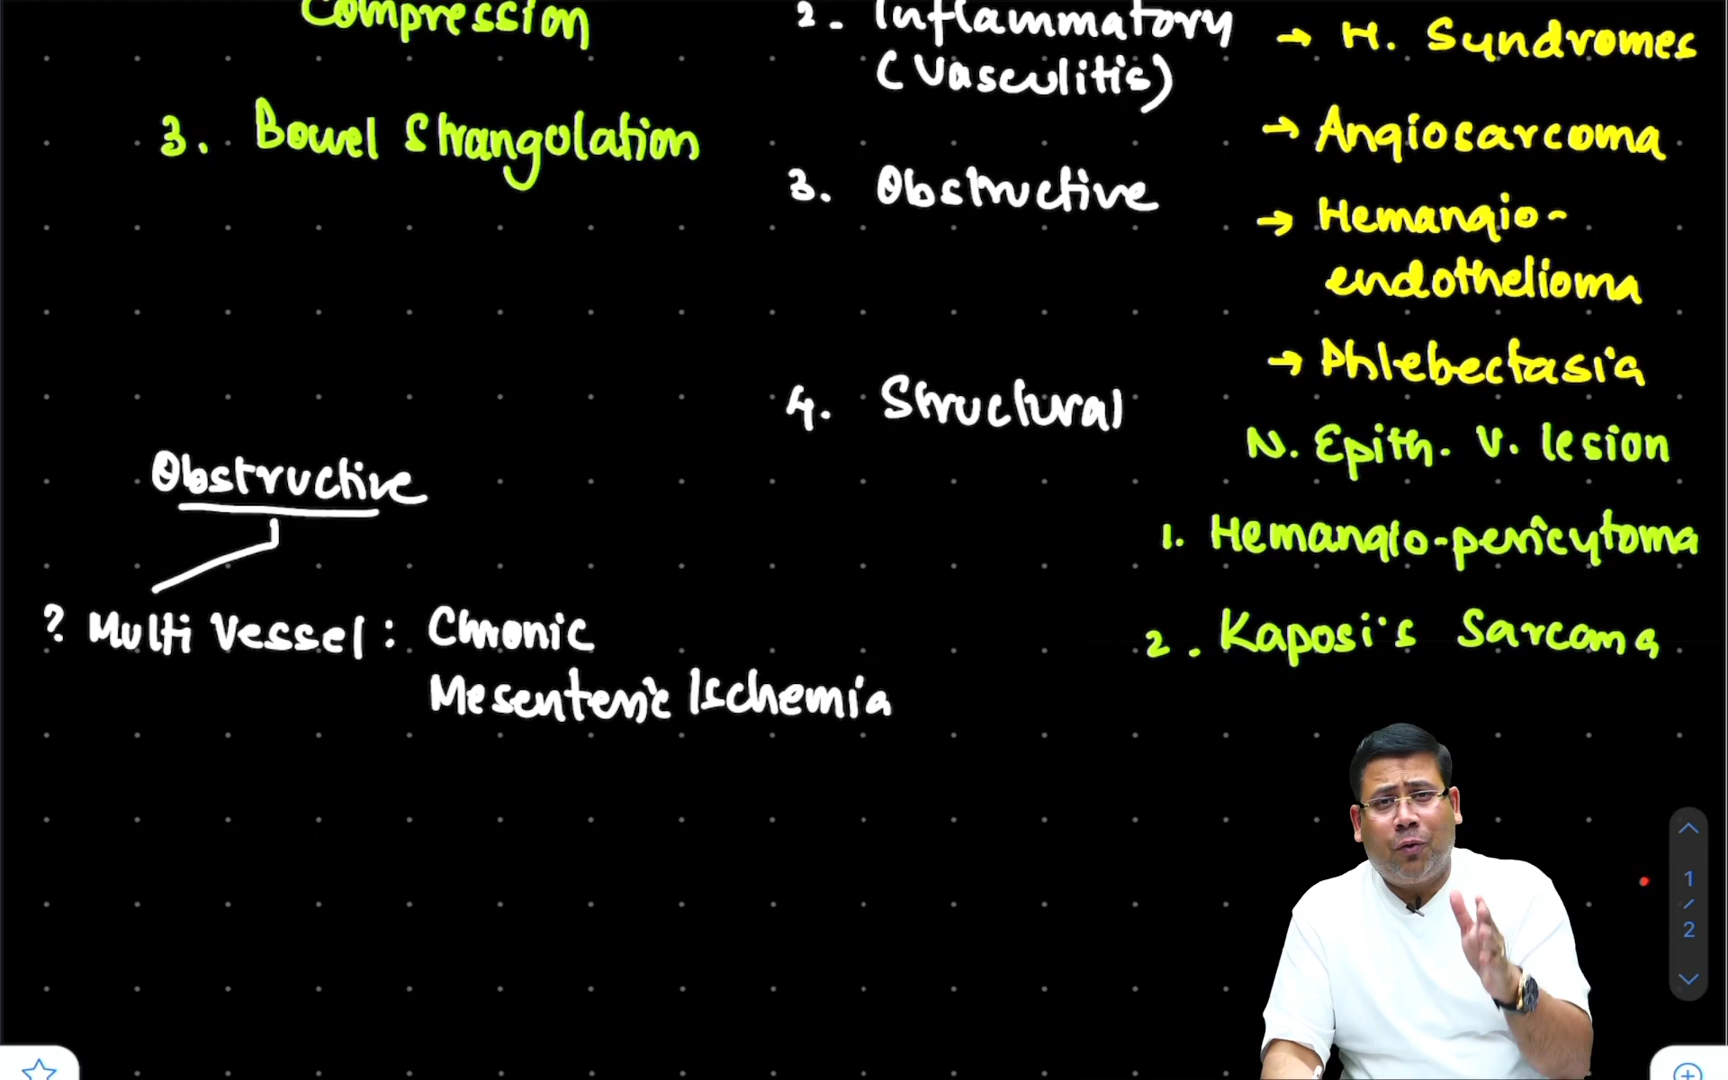 Compression
3. Bowel Strangolation
2. Inflammatory
(Vasculitis)
3. Obstructive
4. Structural
→ H. Syndromes
→ Angiosarcoma
→ Hemangio-
endothelioma
→ Phlebectasia
N. Epith. V. lesion
1. Hemangio-pericytoma
2. Kaposi's Sarcoma
Obstructive
? Multi Vessel : Chronic
Mesenteric Ischemia
1
/
2